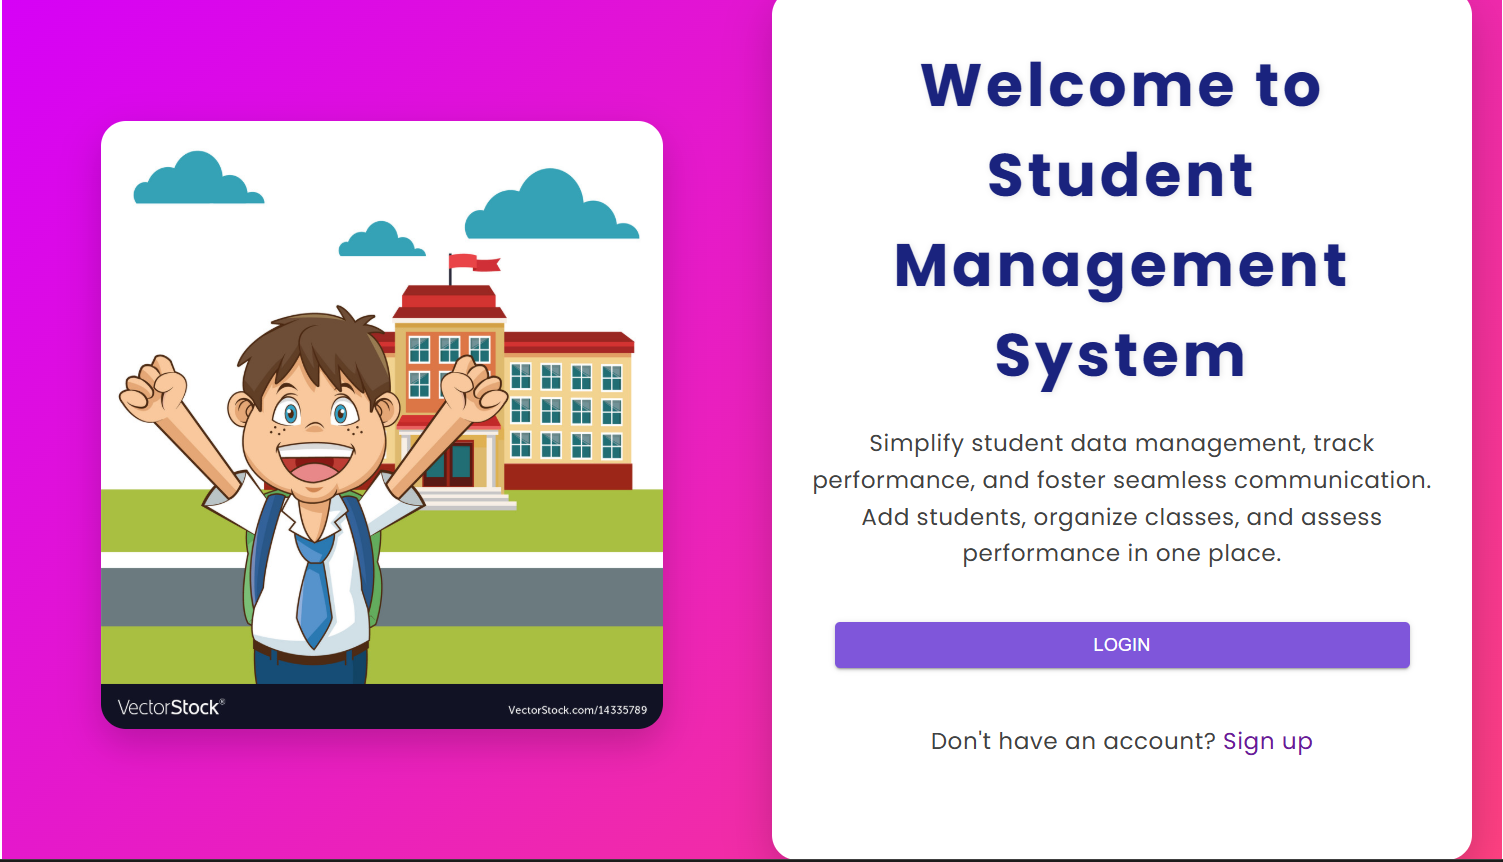 Welcome to
Student
Management
System
Simplify student data management, track
performance, and foster seamless communication.
Add students, organize classes, and assess
performance in one place.
LOGIN
Don't have an account? Sign up
VectorStock®
VectorStock.com/14335789